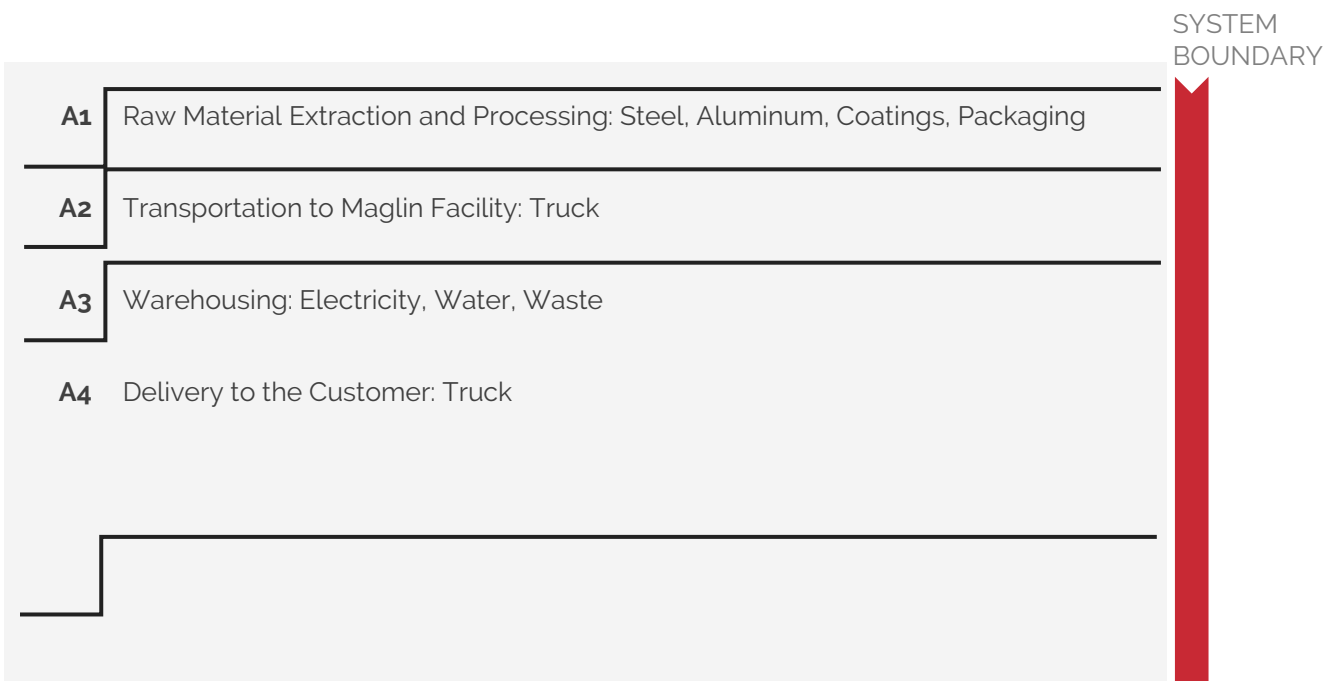 SYSTEM
BOUNDARY
A1 Raw Material Extraction and Processing: Steel, Aluminum, Coatings, Packaging
A2 Transportation to Maglin Facility: Truck
A3 Warehousing: Electricity, Water, Waste
A4 Delivery to the Customer: Truck